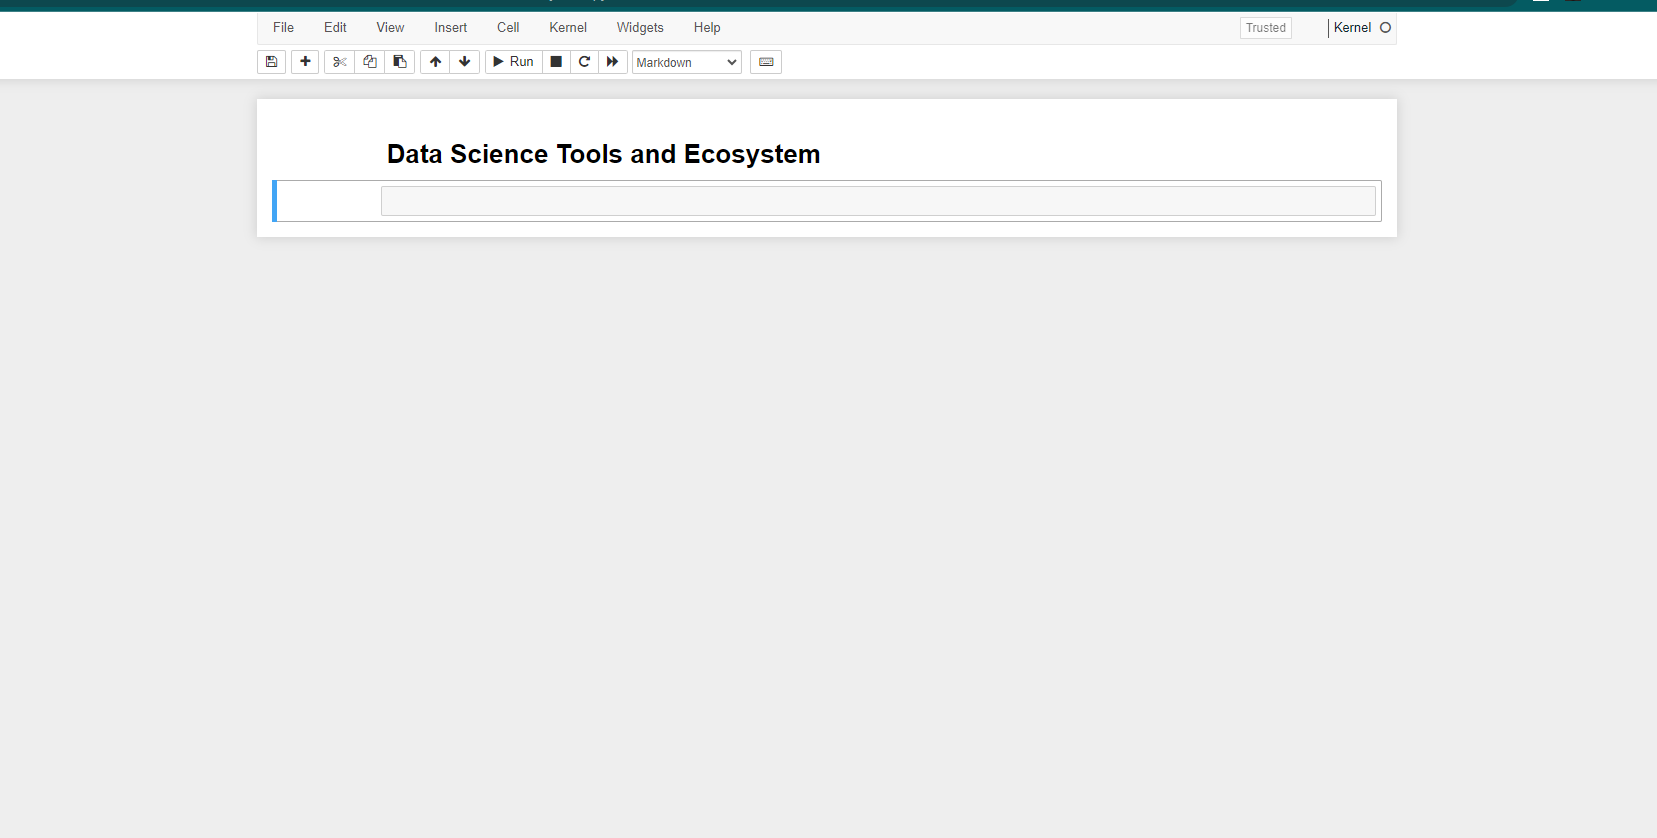 File Edit View Insert Cell Kernel Widgets Help Trusted Kernel
Run Markdown
Data Science Tools and Ecosystem